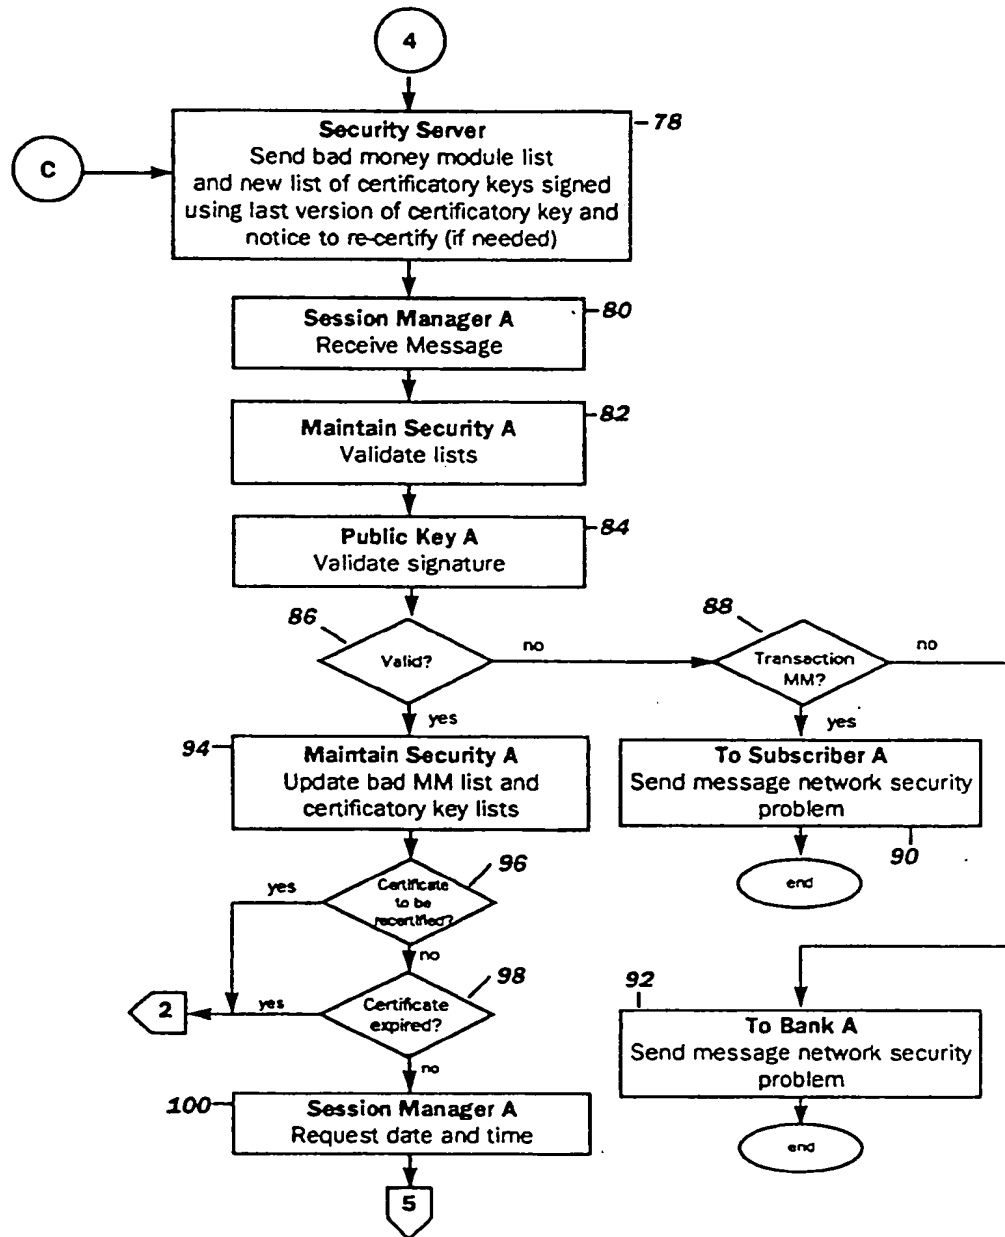 4
C
Security Server
Send bad money module list
and new list of certificatory keys signed
using last version of certificatory key and
notice to re-certify (if needed)
78
Session Manager A
Receive Message
80
Maintain Security A
Validate lists
82
Public Key A
Validate signature
84
86
Valid?
no
88
Transaction
MM?
no
yes
yes
94
Maintain Security A
Update bad MM list and
certificatory key lists
To Subscriber A
Send message network security
problem
90
end
96
yes
Certificate
to be
recertified?
no
98
2
yes
Certificate
expired?
no
92
To Bank A
Send message network security
problem
end
100
Session Manager A
Request date and time
5